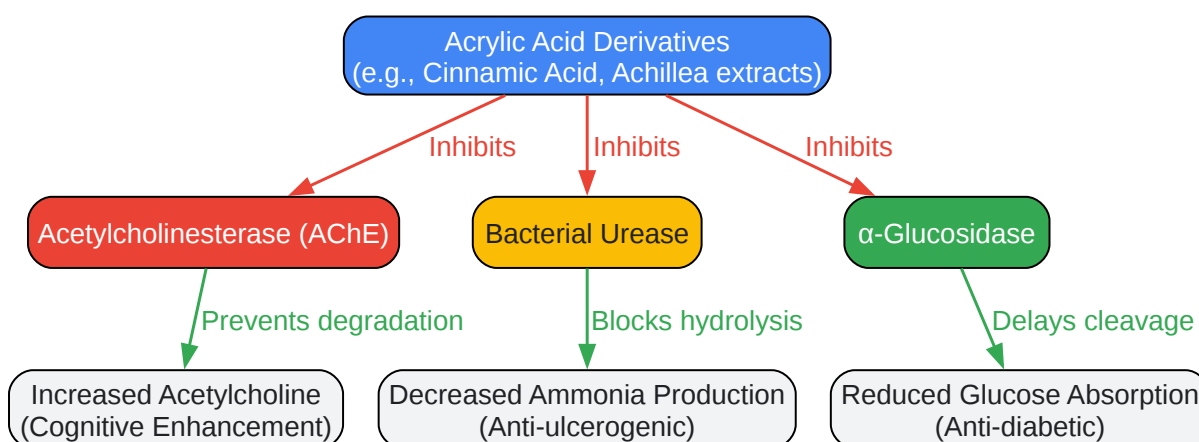 Acrylic Acid Derivatives
(e.g., Cinnamic Acid, Achillea extracts)
Inhibits
Inhibits
Inhibits
Acetylcholinesterase (AChE)
Bacterial Urease
α-Glucosidase
Prevents degradation
Blocks hydrolysis
Delays cleavage
Increased Acetylcholine
(Cognitive Enhancement)
Decreased Ammonia Production
(Anti-ulcerogenic)
Reduced Glucose Absorption
(Anti-diabetic)